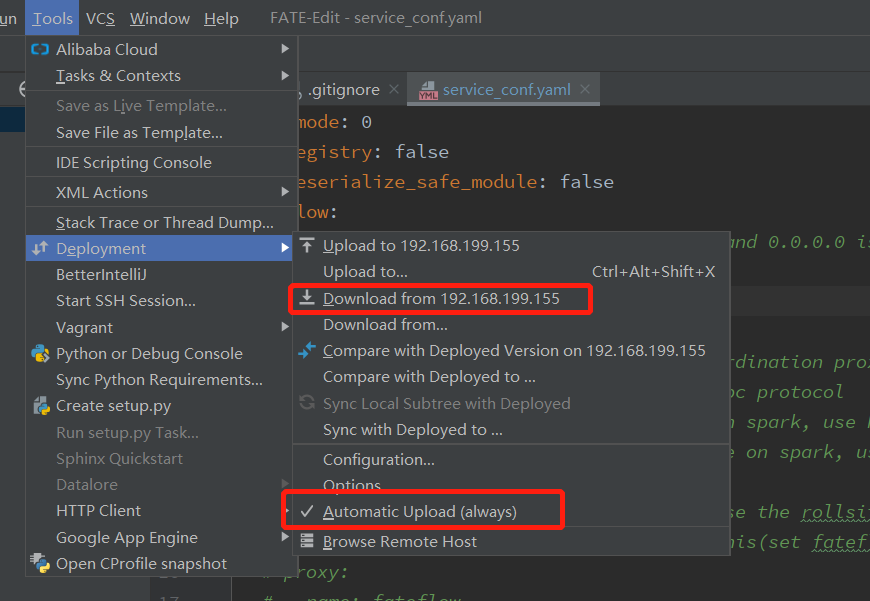 un Tools VCS Window Help FATE-Edit - service_conf.yaml
Alibaba Cloud
Tasks & Contexts
Save as Live Template...
Save File as Template...
IDE Scripting Console
XML Actions
Stack Trace or Thread Dump...
Deployment
BetterIntelliJ
Start SSH Session...
Vagrant
Python or Debug Console
Sync Python Requirements...
Create setup.py
Run setup.py Task...
Sphinx Quickstart
Datalore
HTTP Client
Google App Engine
Open CProfile snapshot
.gitignore
service_conf.yaml
YML
mode: 0
egistry: false
eserialize_safe_module: false
low:
Upload to 192.168.199.155
Upload to... Ctrl+Alt+Shift+X
Download from 192.168.199.155
Download from...
Compare with Deployed Version on 192.168.199.155
Compare with Deployed to ...
Sync Local Subtree with Deployed
Sync with Deployed to ...
Configuration...
Options
Automatic Upload (always)
Browse Remote Host
and 0.0.0.0 is
rdination prox
oc protocol
n spark, use
e on spark, us
se the rollsi
his(set fatef
# proxy:
# - name: fateflow